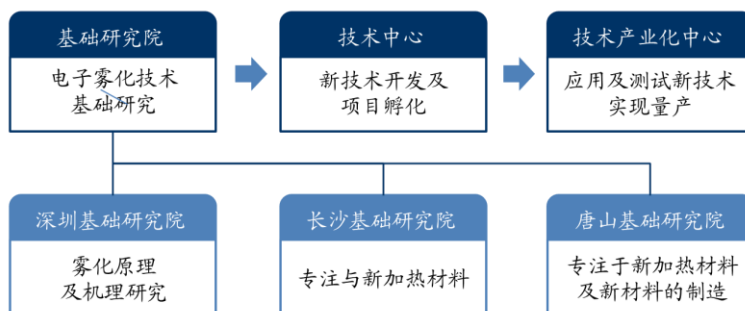 基础研究院
电子雾化技术
基础研究
技术中心
新技术开发及
项目孵化
技术产业化中心
应用及测试新技术
实现量产
深圳基础研究院
雾化原理
及机理研究
长沙基础研究院
专注与新加热材料
唐山基础研究院
专注于新加热材料
及新材料的制造